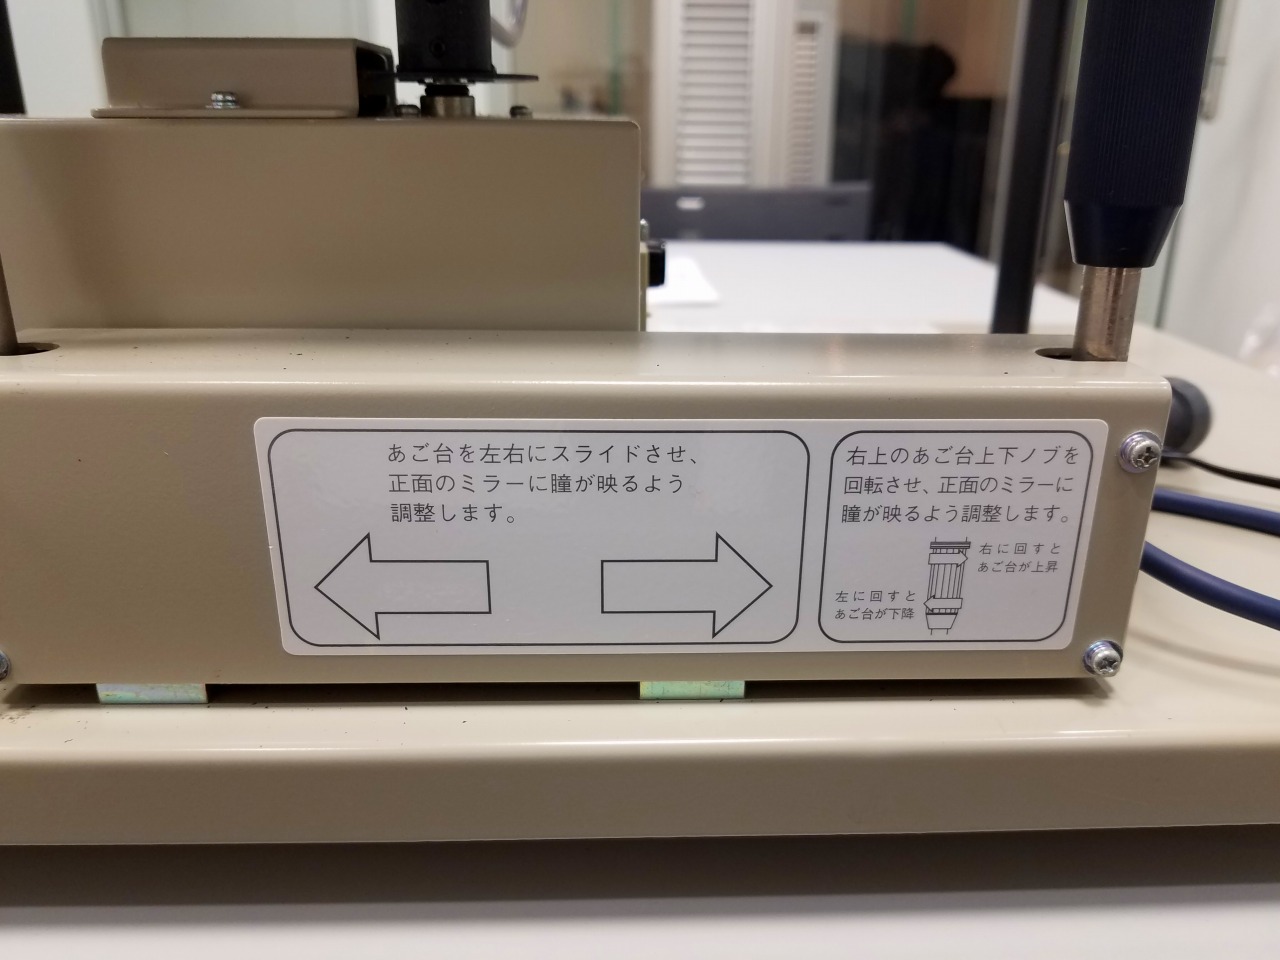 あご台を左右にスライドさせ、
正面のミラーに瞳が映るよう
調整します。
右上のあご台上下ノブを
回転させ、正面のミラーに
瞳が映るよう調整します。
右に回すと
あご台が上昇
左に回すと
あご台が下降